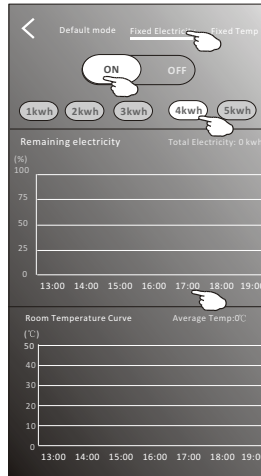 Default mode Fixed Electrici Fixed Temp
ON OFF
1kwh 2kwh 3kwh 4kwh 5kwh
Remaining electricity Total Electricity: 0 kwh
(%)
100
75
50
25
0
13:00 14:00 15:00 16:00 17:00 18:00 19:00
Room Temperature Curve Average Temp:0℃
(℃)
50
40
30
20
10
0
13:00 14:00 15:00 16:00 17:00 18:00 19:0